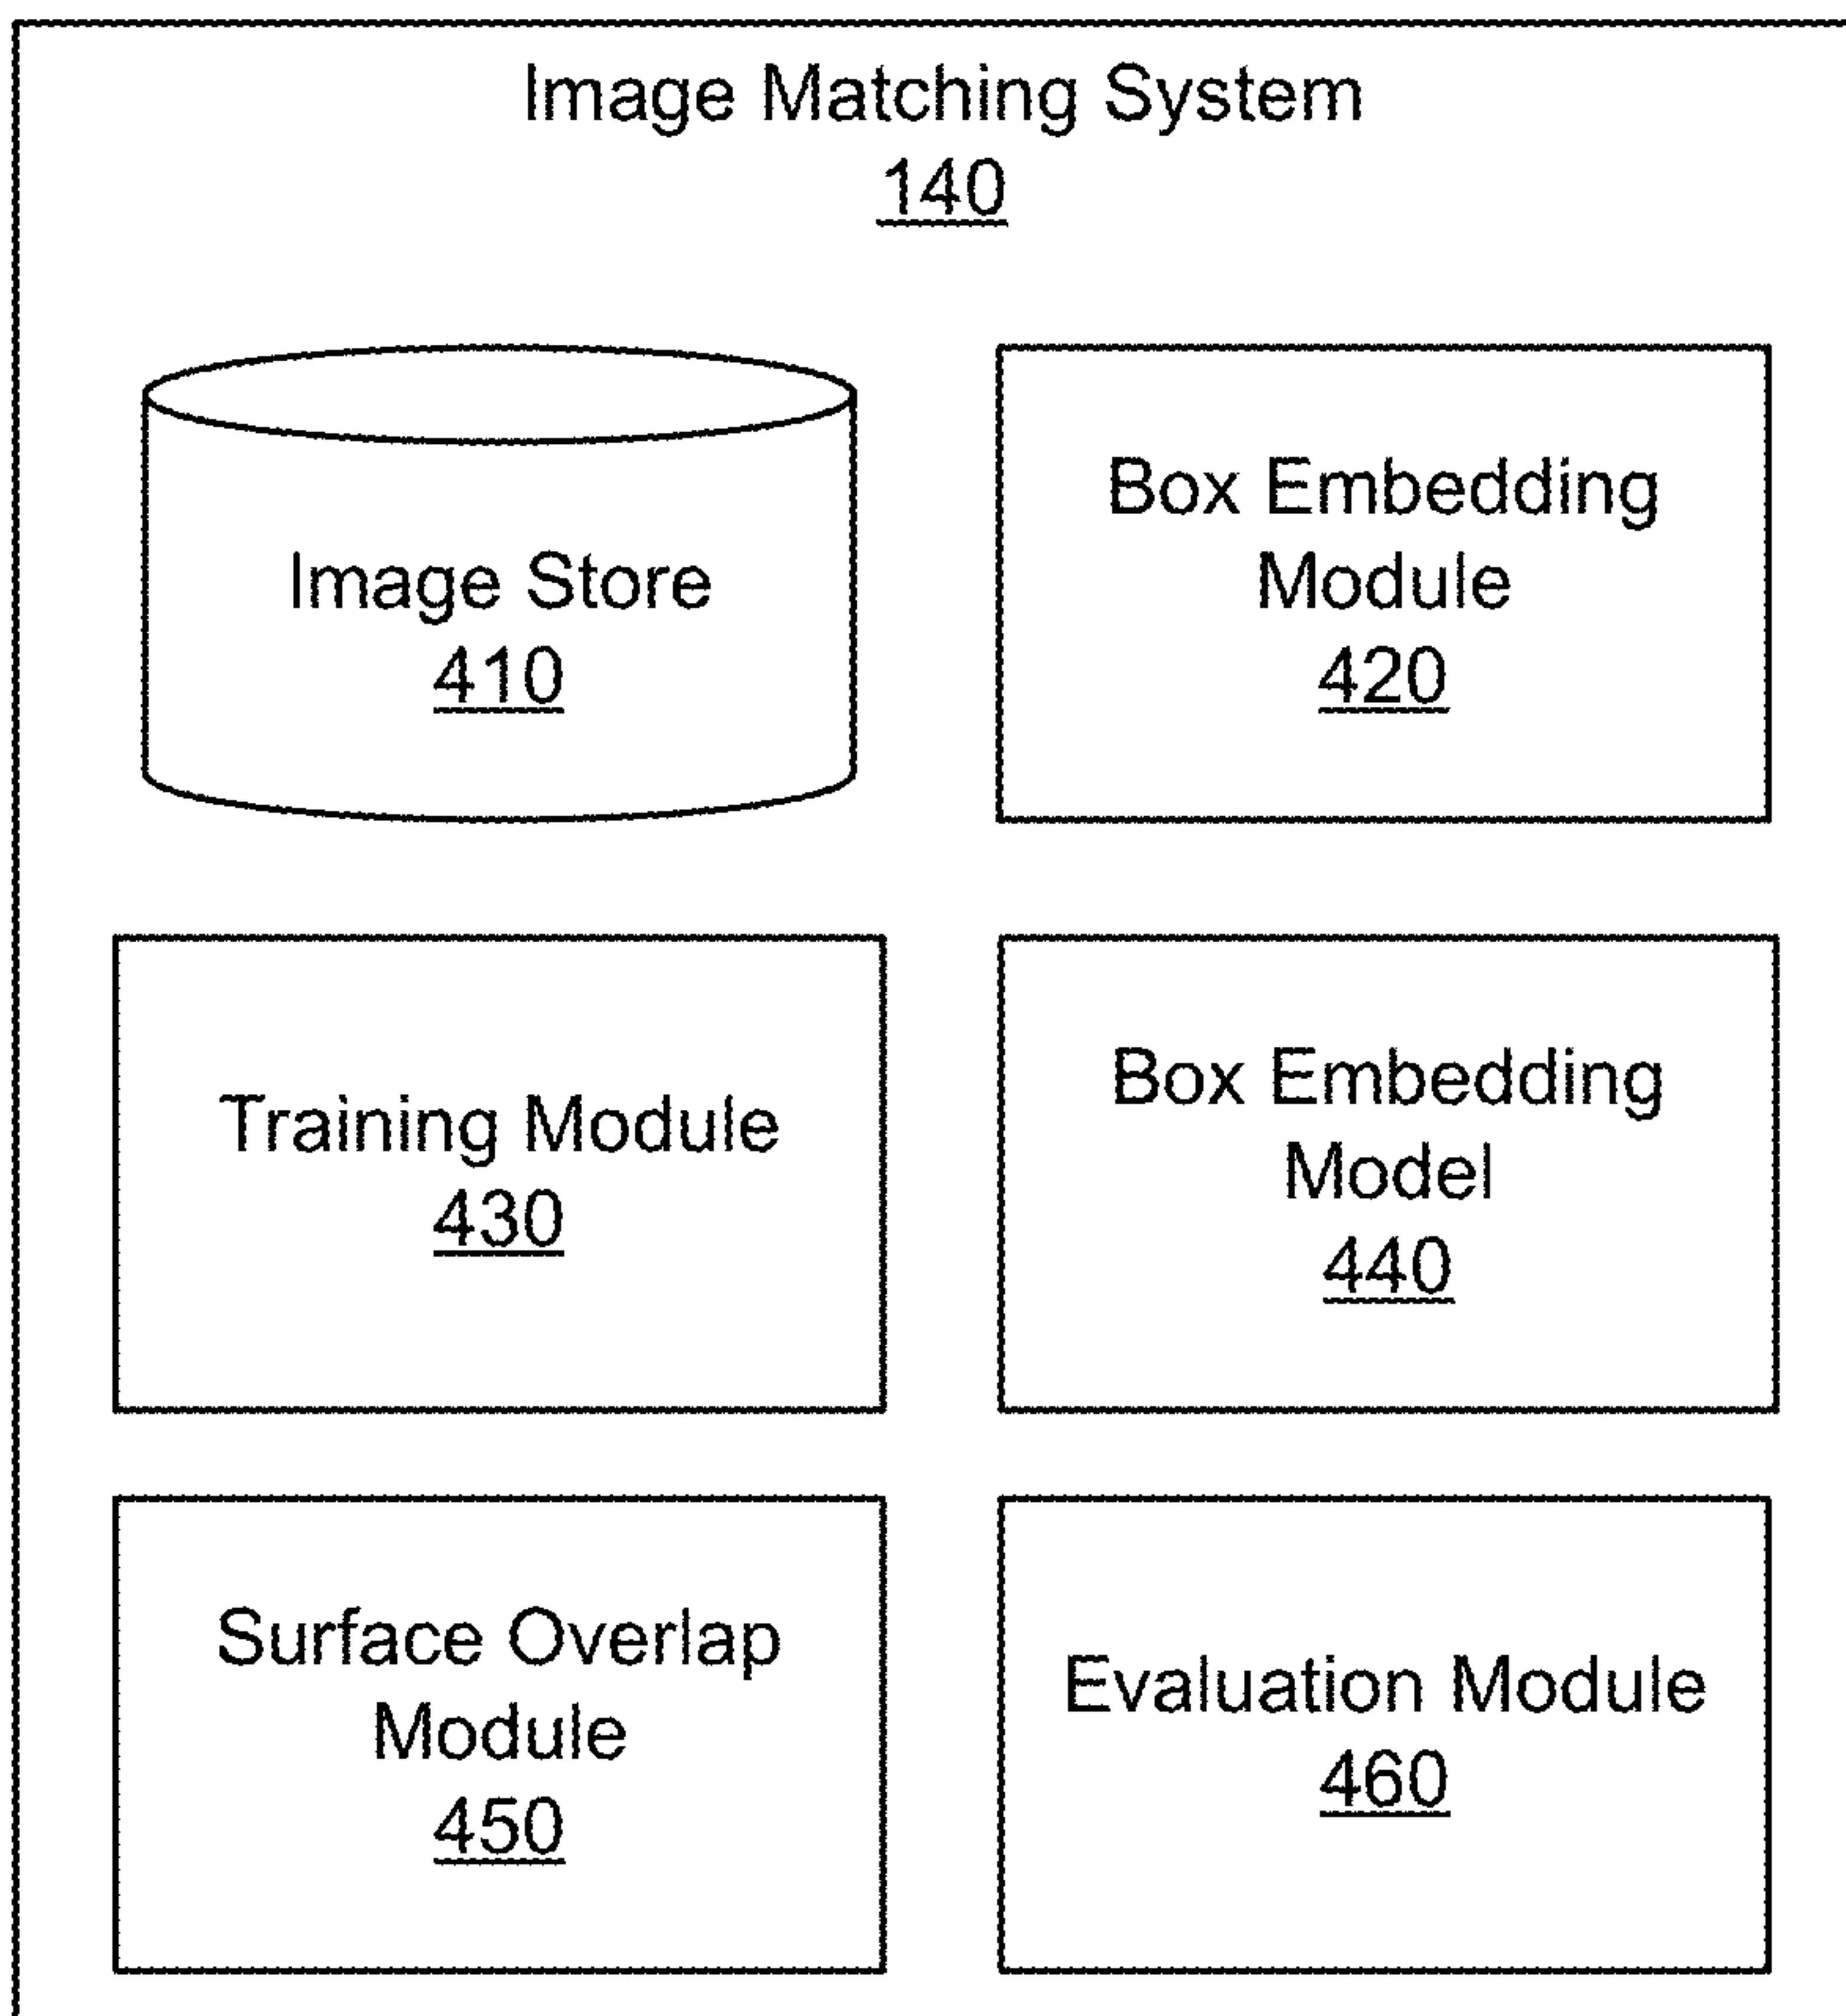 Image Matching System
140
Image Store
410
Box Embedding
Module
420
Training Module
430
Box Embedding
Model
440
Surface Overlap
Module
450
Evaluation Module
460